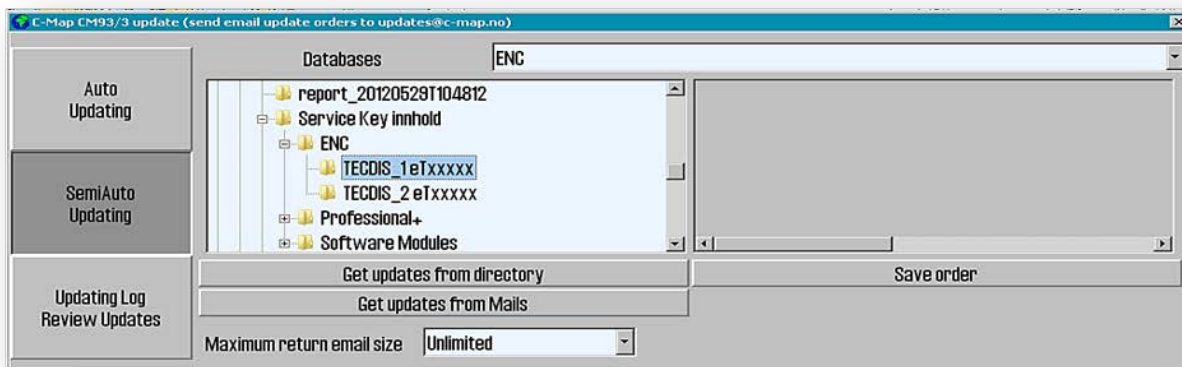 C-Map CM93/3 update (send email update orders to updates@c-map.no)
Databases
ENC
Auto
Updating
SemiAuto
Updating
Updating Log
Review Updates
report_20120529T104812
Service Key innhold
ENC
TECDIS_1 eTxxxxx
TECDIS_2 eTxxxxx
Professional+
Software Modules
Get updates from directory
Save order
Get updates from Mails
Maximum return email size
Unlimited